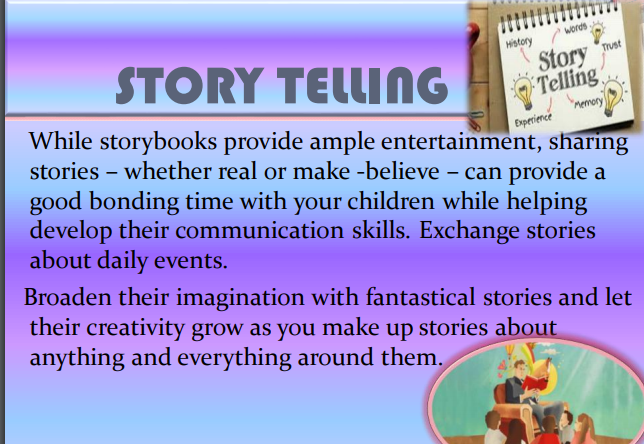 STORY TELLING
History
words
Trust
Story
Telling
Memory
Experience
While storybooks provide ample entertainment, sharing
stories – whether real or make -believe – can provide a
good bonding time with your children while helping
develop their communication skills. Exchange stories
about daily events.
Broaden their imagination with fantastical stories and let
their creativity grow as you make up stories about
anything and everything around them.